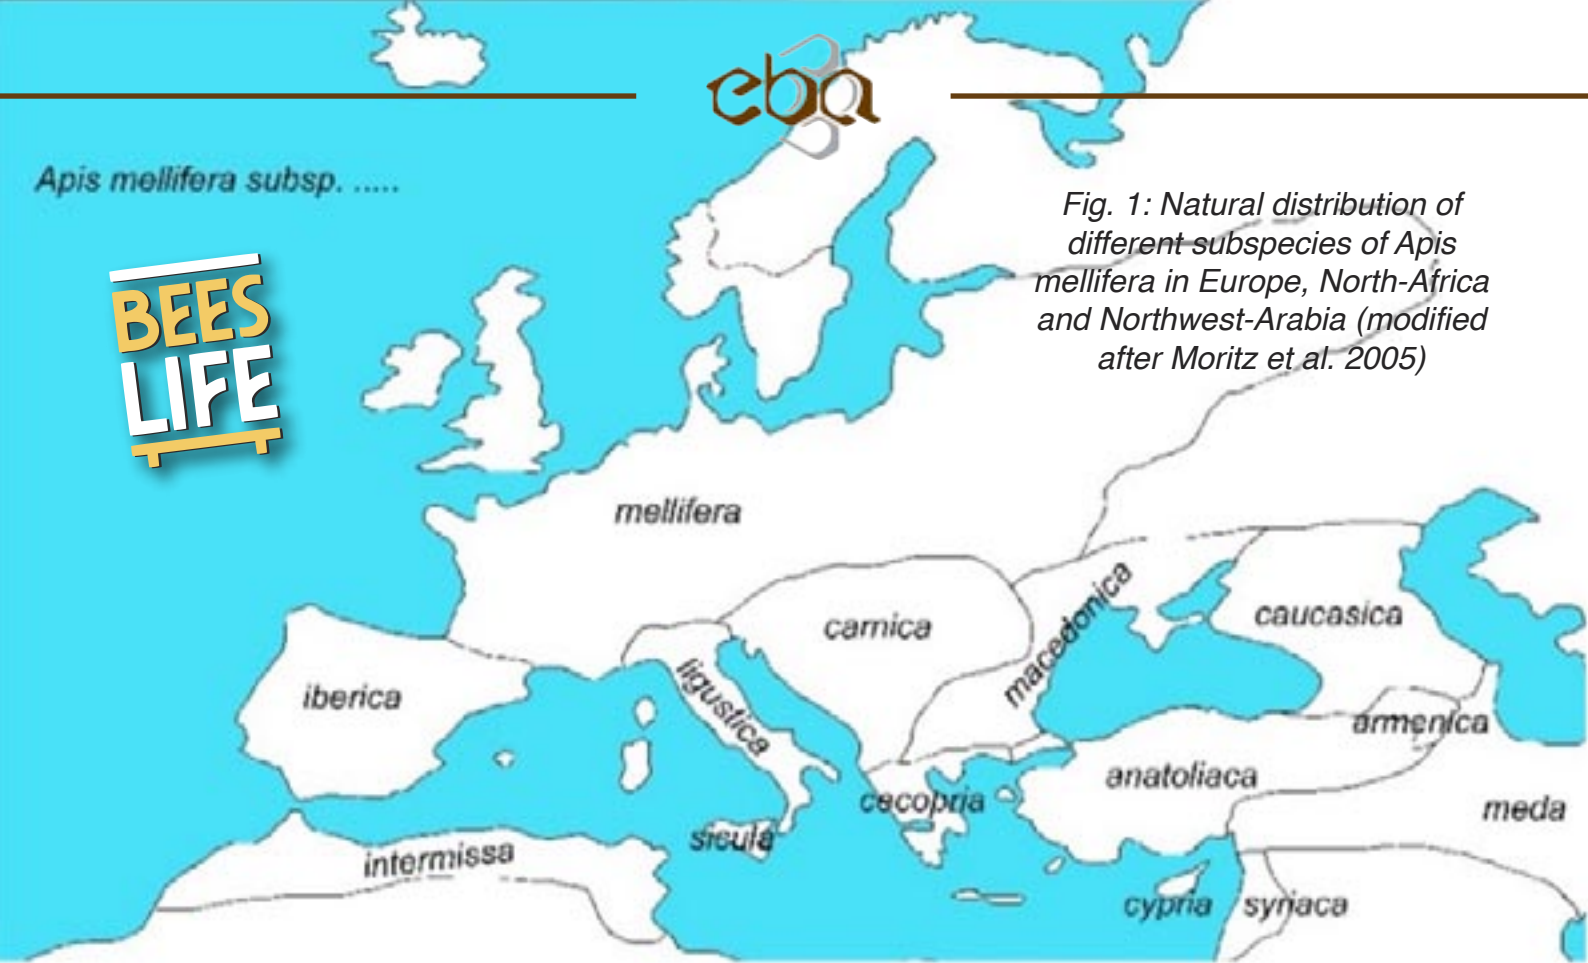 eba
Apis mellifera subsp. .....
BEES
LIFE
Fig. 1: Natural distribution of
different subspecies of Apis
mellifera in Europe, North-Africa
and Northwest-Arabia (modified
after Moritz et al. 2005)
mellifera
carnica
macedonica
caucasica
iberica
ligustica
armenica
anatoliaca
cecopria
meda
sicula
intermissa
cypria
syriaca